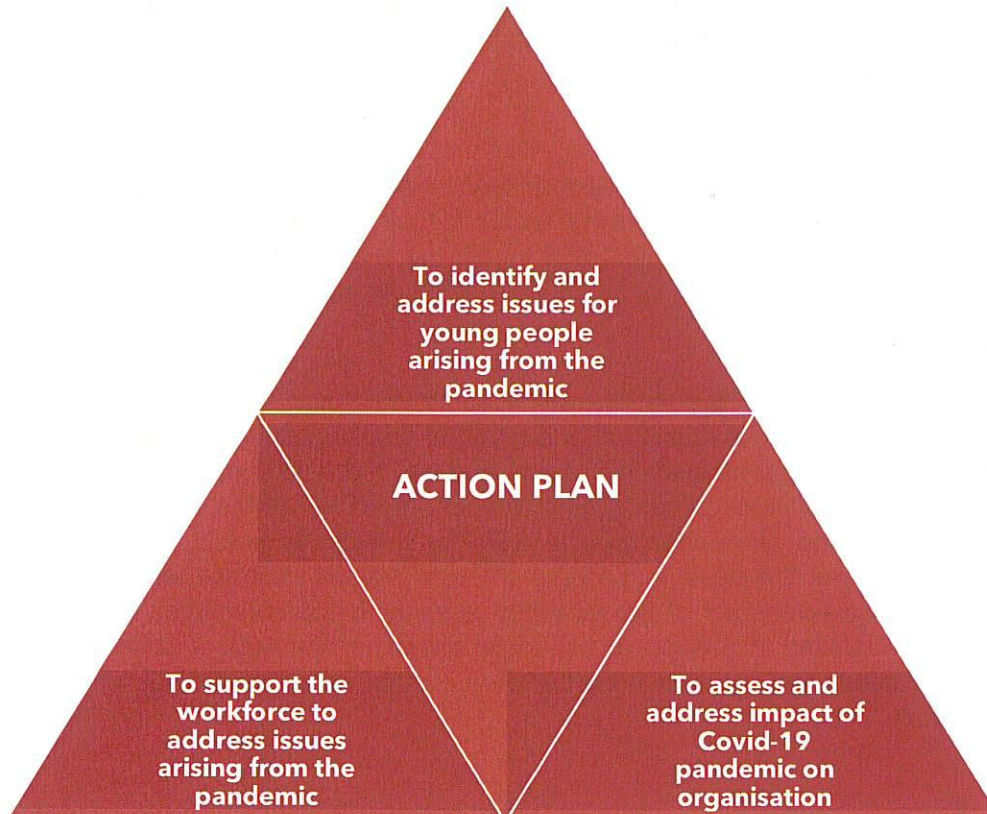 To identify and
address issues for
young people
arising from the
pandemic
ACTION PLAN
To support the
workforce to
address issues
arising from the
pandemic
To assess and
address impact of
Covid-19
pandemic on
organisation